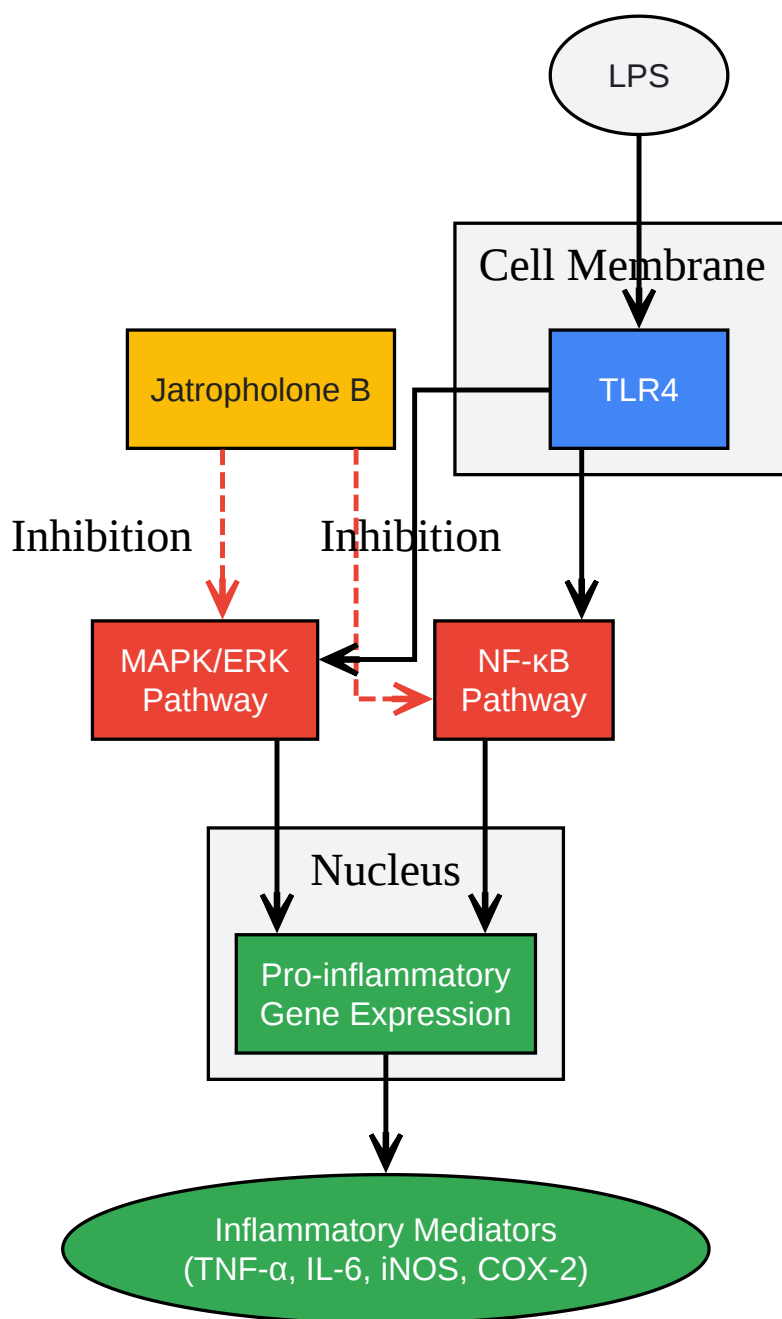 LPS
Cell Membrane
Jatropholone B
TLR4
Inhibition
Inhibition
MAPK/ERK
Pathway
NF-κB
Pathway
Nucleus
Pro-inflammatory
Gene Expression
Inflammatory Mediators
(TNF-α, IL-6, iNOS, COX-2)